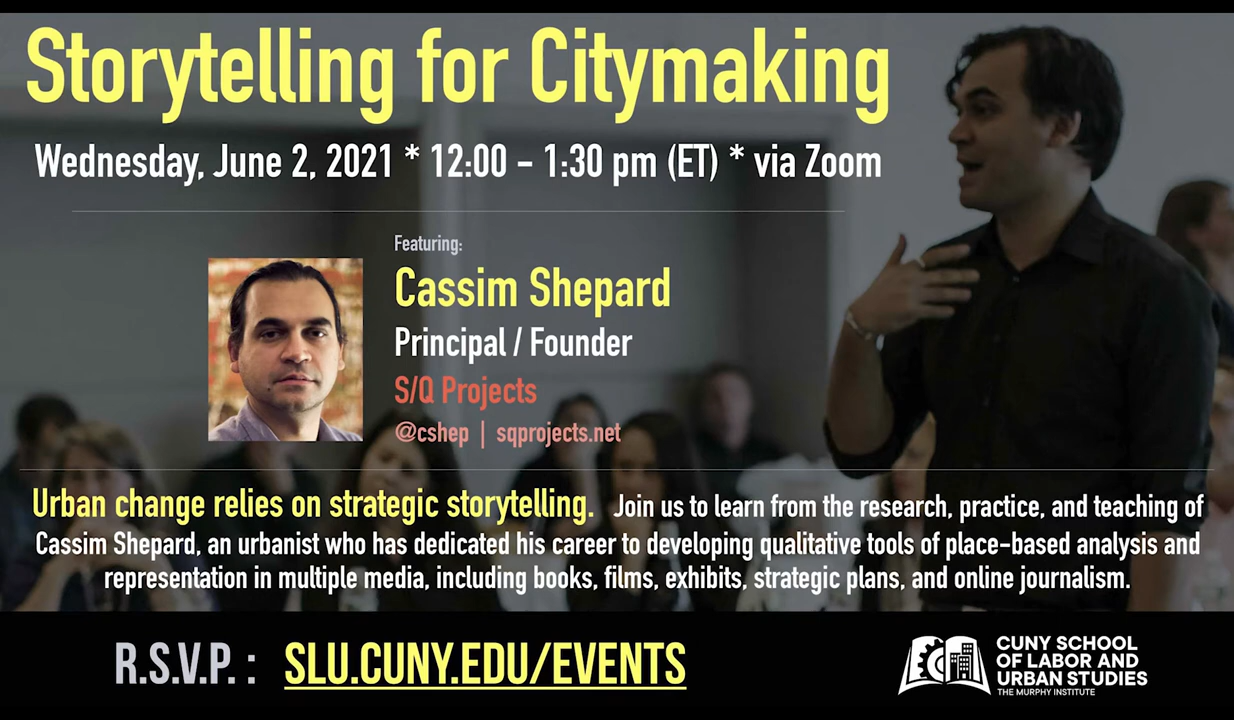 Storytelling for Citymaking
Wednesday, June 2, 2021 * 12:00 - 1:30 pm (ET) * via Zoom
Featuring:
Cassim Shepard
Principal / Founder
S/Q Projects
@cshep | sqprojects.net
Urban change relies on strategic storytelling. Join us to learn from the research, practice, and teaching of
Cassim Shepard, an urbanist who has dedicated his career to developing qualitative tools of place-based analysis and
representation in multiple media, including books, films, exhibits, strategic plans, and online journalism.
R.S.V.P. : SLU.CUNY.EDU/EVENTS
CUNY SCHOOL
OF LABOR AND
URBAN STUDIES
THE MURPHY INSTITUTE